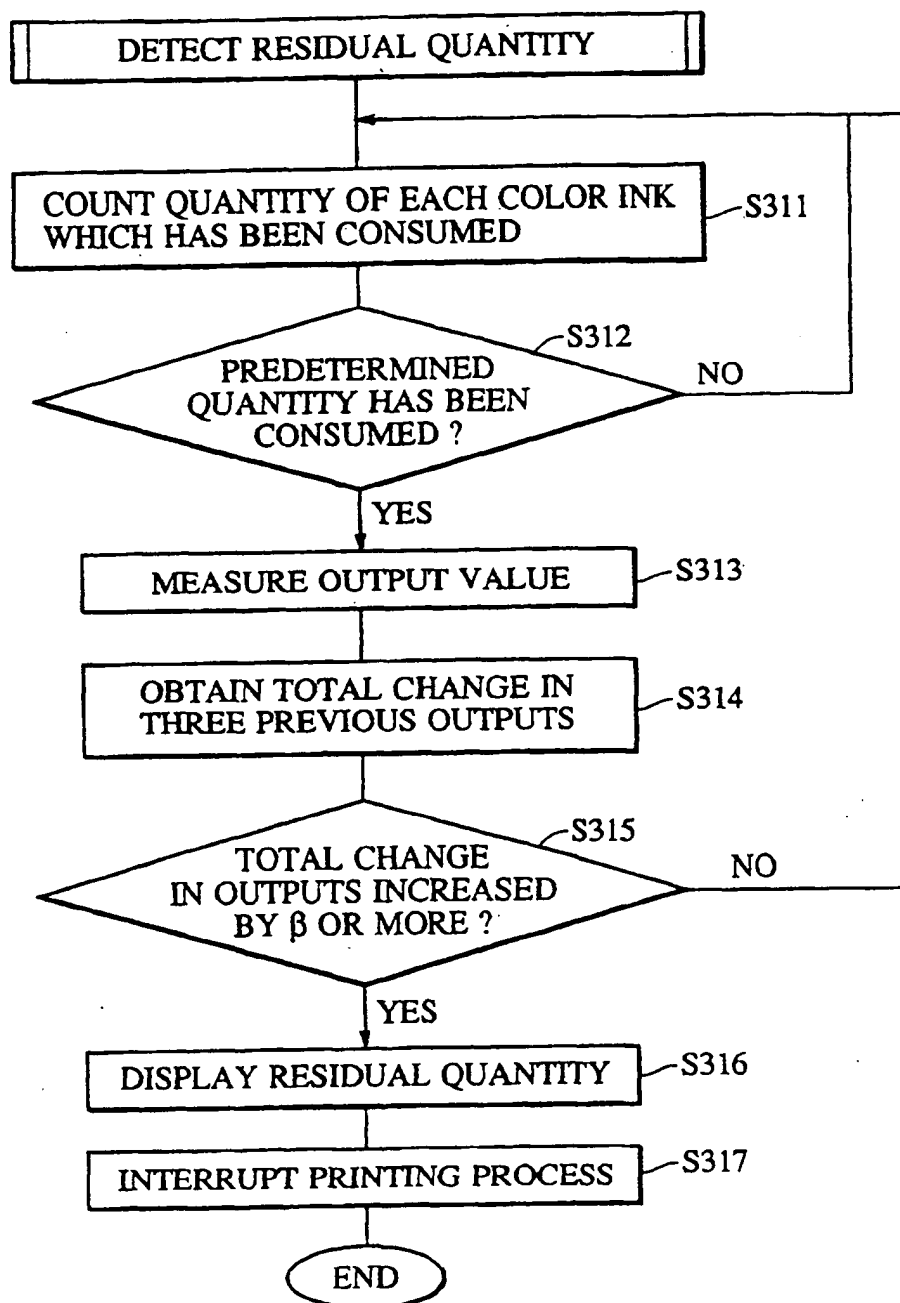 DETECT RESIDUAL QUANTITY
COUNT QUANTITY OF EACH COLOR INK
WHICH HAS BEEN CONSUMED
S311
S312
PREDETERMINED
QUANTITY HAS BEEN
CONSUMED ?
NO
YES
MEASURE OUTPUT VALUE
S313
OBTAIN TOTAL CHANGE IN
THREE PREVIOUS OUTPUTS
S314
S315
TOTAL CHANGE
IN OUTPUTS INCREASED
BY β OR MORE ?
NO
YES
DISPLAY RESIDUAL QUANTITY
S316
INTERRUPT PRINTING PROCESS
S317
END